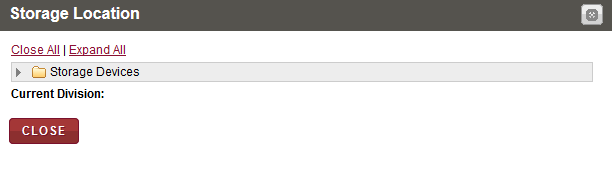 Storage Location
Close All | Expand All
Storage Devices
Current Division:
CLOSE